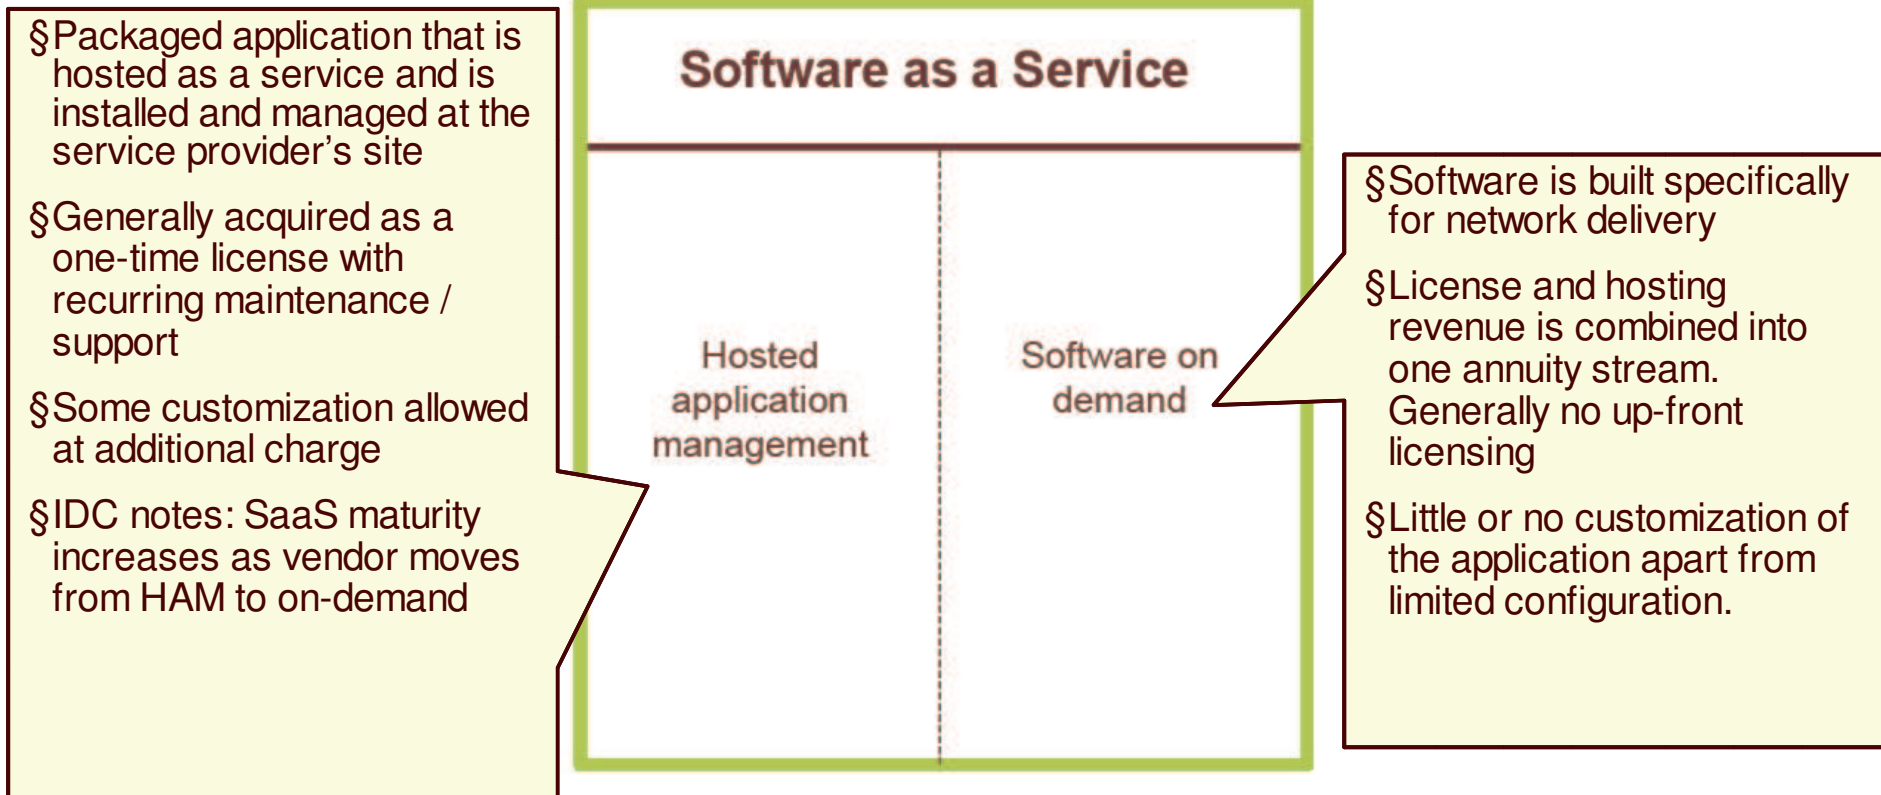 §Packaged application that is
hosted as a service and is
installed and managed at the
service provider’s site
§Generally acquired as a
one-time license with
recurring maintenance /
support
§Some customization allowed
at additional charge
§IDC notes: SaaS maturity
increases as vendor moves
from HAM to on-demand
Software as a Service
Hosted
application
management
Software on
demand
§Software is built specifically
for network delivery
§License and hosting
revenue is combined into
one annuity stream.
Generally no up-front
licensing
§Little or no customization of
the application apart from
limited configuration.